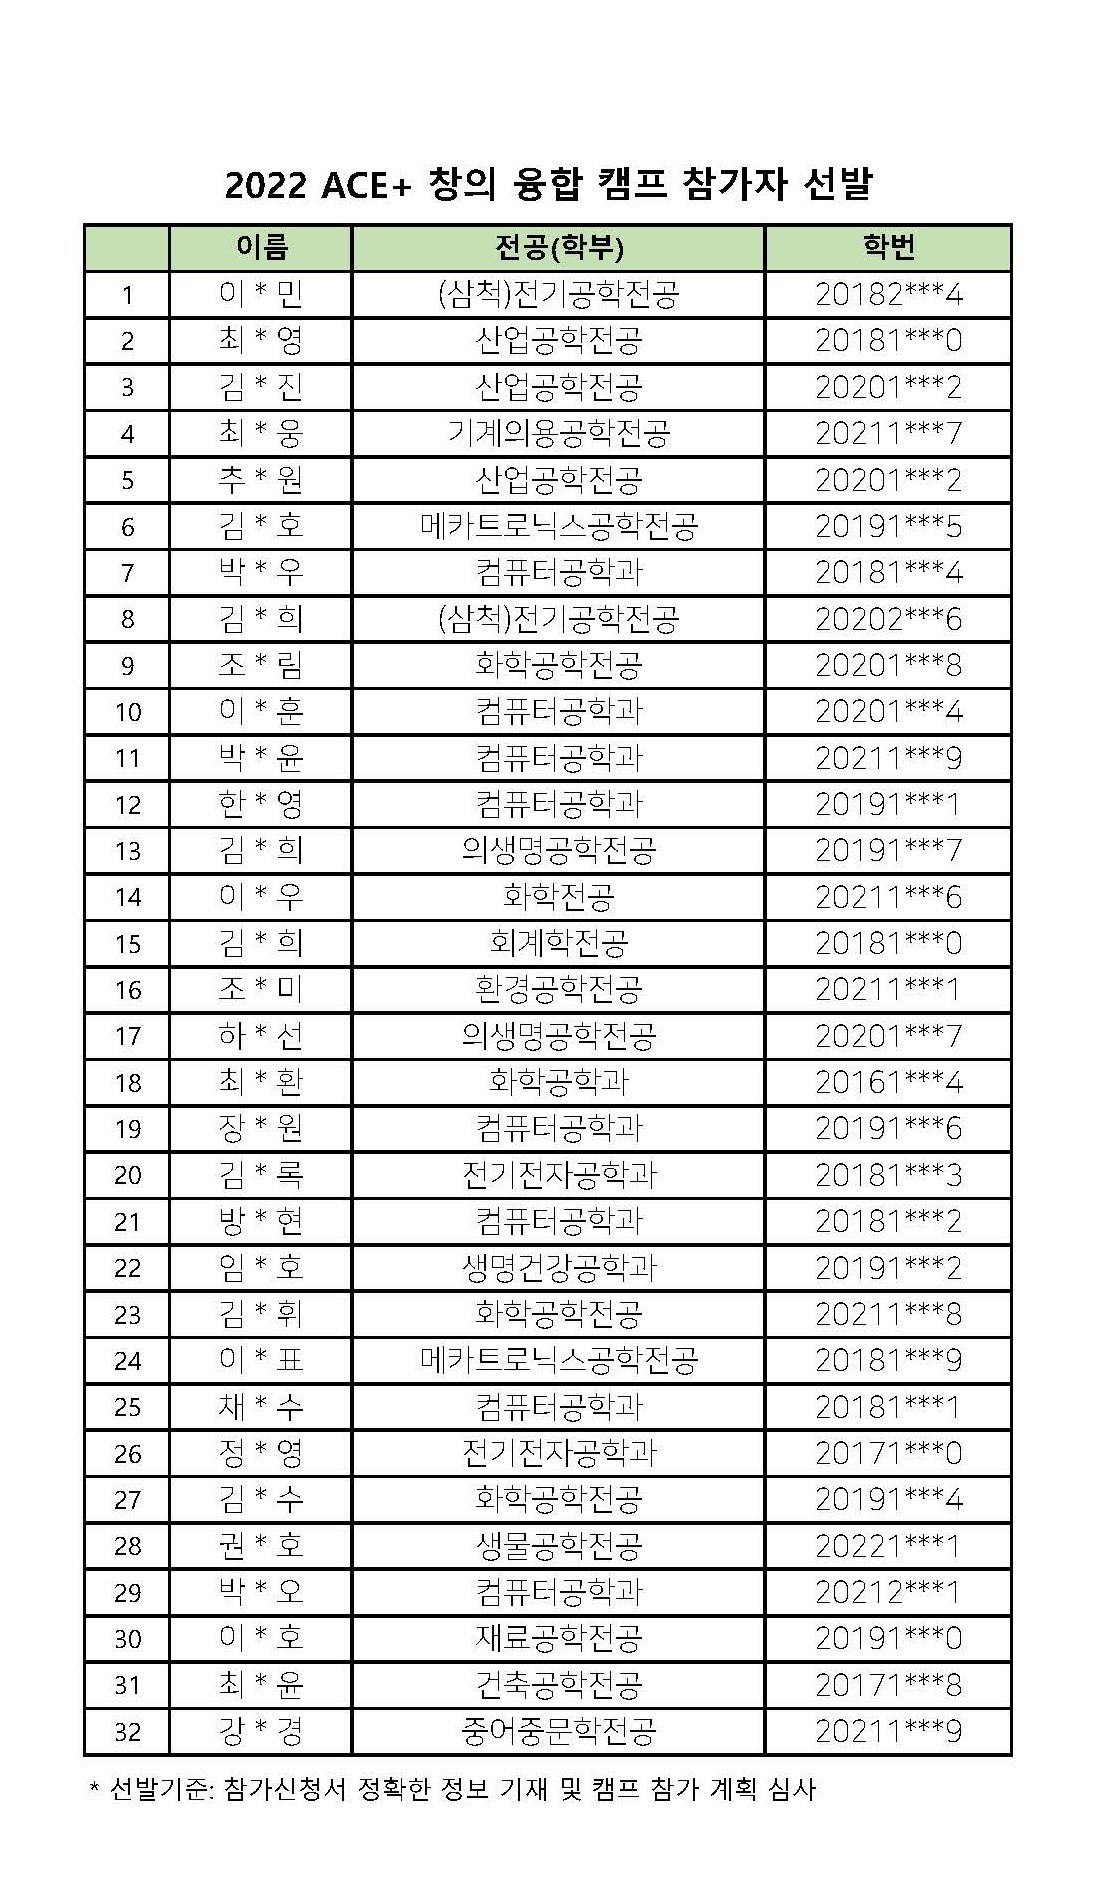 2022 ACE+ 창의 융합 캠프 참가자 선발
이름 전공(학부) 학번
1 이 * 민 (삼척)전기공학전공 20182***4
2 최 * 영 산업공학전공 20181***0
3 김 * 진 산업공학전공 20201***2
4 최 * 웅 기계의용공학전공 20211***7
5 추 * 원 산업공학전공 20201***2
6 김 * 호 메카트로닉스공학전공 20191***5
7 박 * 우 컴퓨터공학과 20181***4
8 김 * 희 (삼척)전기공학전공 20202***6
9 조 * 림 화학공학전공 20201***8
10 이 * 훈 컴퓨터공학과 20201***4
11 박 * 윤 컴퓨터공학과 20211***9
12 한 * 영 컴퓨터공학과 20191***1
13 김 * 희 의생명공학전공 20191***7
14 이 * 우 화학전공 20211***6
15 김 * 희 회계학전공 20181***0
16 조 * 미 환경공학전공 20211***1
17 하 * 선 의생명공학전공 20201***7
18 최 * 환 화학공학과 20161***4
19 장 * 원 컴퓨터공학과 20191***6
20 김 * 록 전기전자공학과 20181***3
21 방 * 현 컴퓨터공학과 20181***2
22 임 * 호 생명건강공학과 20191***2
23 김 * 휘 화학공학전공 20211***8
24 이 * 표 메카트로닉스공학전공 20181***9
25 채 * 수 컴퓨터공학과 20181***1
26 정 * 영 전기전자공학과 20171***0
27 김 * 수 화학공학전공 20191***4
28 권 * 호 생물공학전공 20221***1
29 박 * 오 컴퓨터공학과 20212***1
30 이 * 호 재료공학전공 20191***0
31 최 * 윤 건축공학전공 20171***8
32 강 * 경 중어중문학전공 20211***9
* 선발기준: 참가신청서 정확한 정보 기재 및 캠프 참가 계획 심사